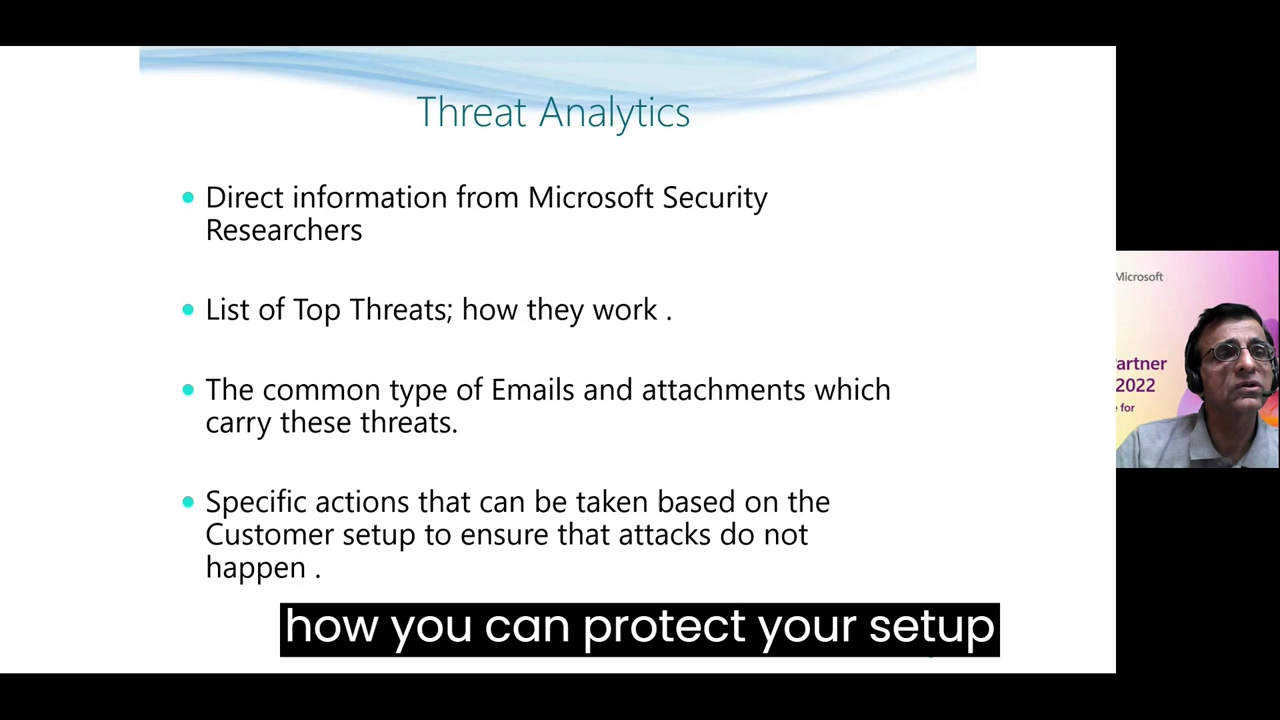 Threat Analytics
Direct information from Microsoft Security
Researchers
List of Top Threats; how they work .
The common type of Emails and attachments which
carry these threats.
Specific actions that can be taken based on the
Customer setup to ensure that attacks do not
happen .
how you can protect your setup
Microsoft
artner
2022
for